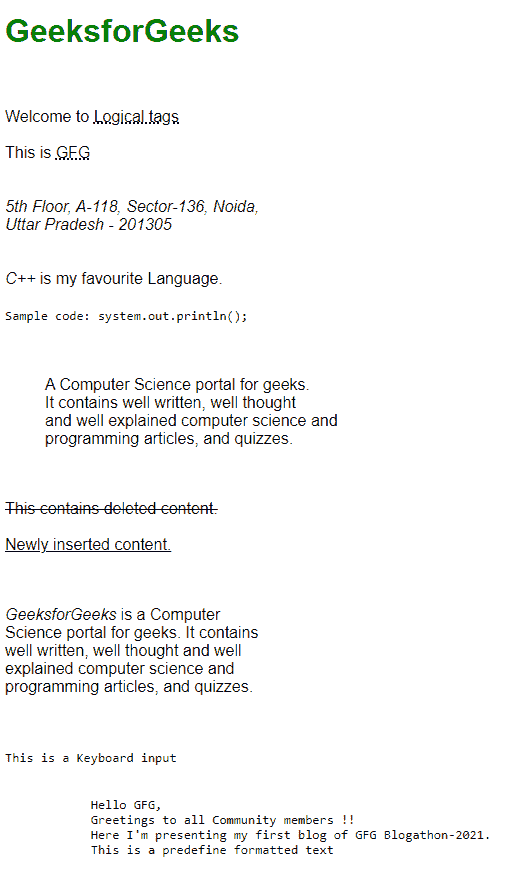 GeeksforGeeks
Welcome to Logical tags
This is GFG
5th Floor, A-118, Sector-136, Noida,
Uttar Pradesh - 201305
C++ is my favourite Language.
Sample code: system.out.println();
A Computer Science portal for geeks.
It contains well written, well thought
and well explained computer science and
programming articles, and quizzes.
This contains deleted content.
Newly inserted content.
GeeksforGeeks is a Computer
Science portal for geeks. It contains
well written, well thought and well
explained computer science and
programming articles, and quizzes.
This is a Keyboard input
Hello GFG,
Greetings to all Community members !!
Here I'm presenting my first blog of GFG Blogathon-2021.
This is a predefine formatted text